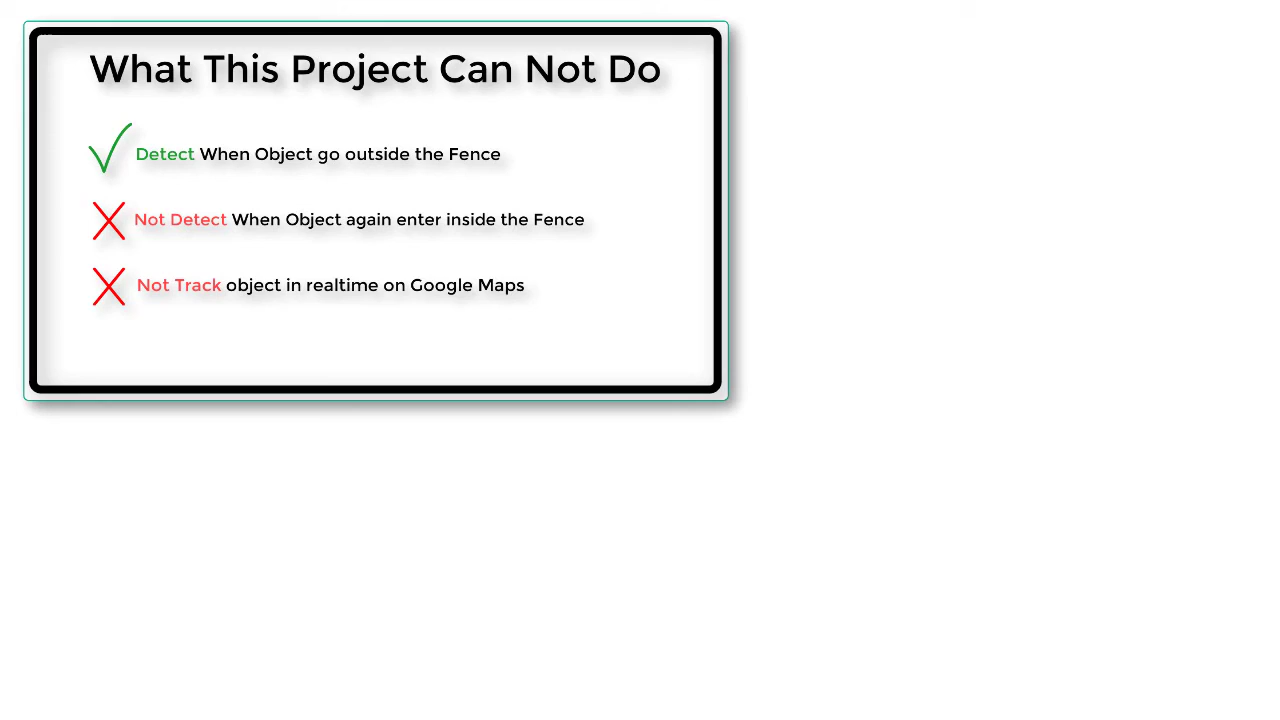 What This Project Can Not Do
Detect When Object go outside the Fence
Not Detect When Object again enter inside the Fence
Not Track object in realtime on Google Maps